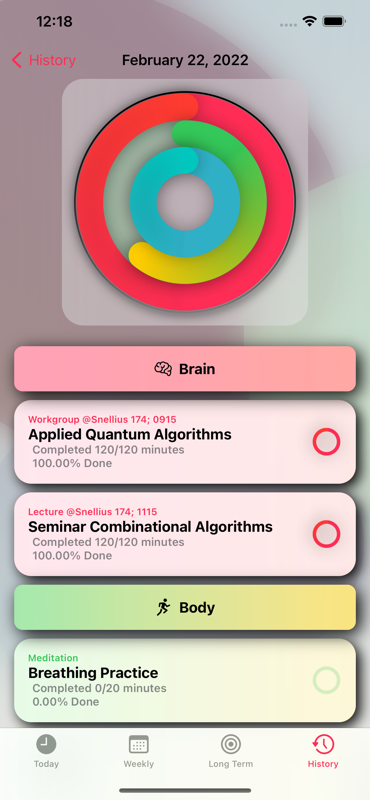 12:18
History
February 22, 2022
Brain
Workgroup @Snellius 174; 0915
Applied Quantum Algorithms
Completed 120/120 minutes
100.00% Done
Lecture @Snellius 174; 1115
Seminar Combinational Algorithms
Completed 120/120 minutes
100.00% Done
Body
Meditation
Breathing Practice
Completed 0/20 minutes
0.00% Done
Today
Weekly
Long Term
History